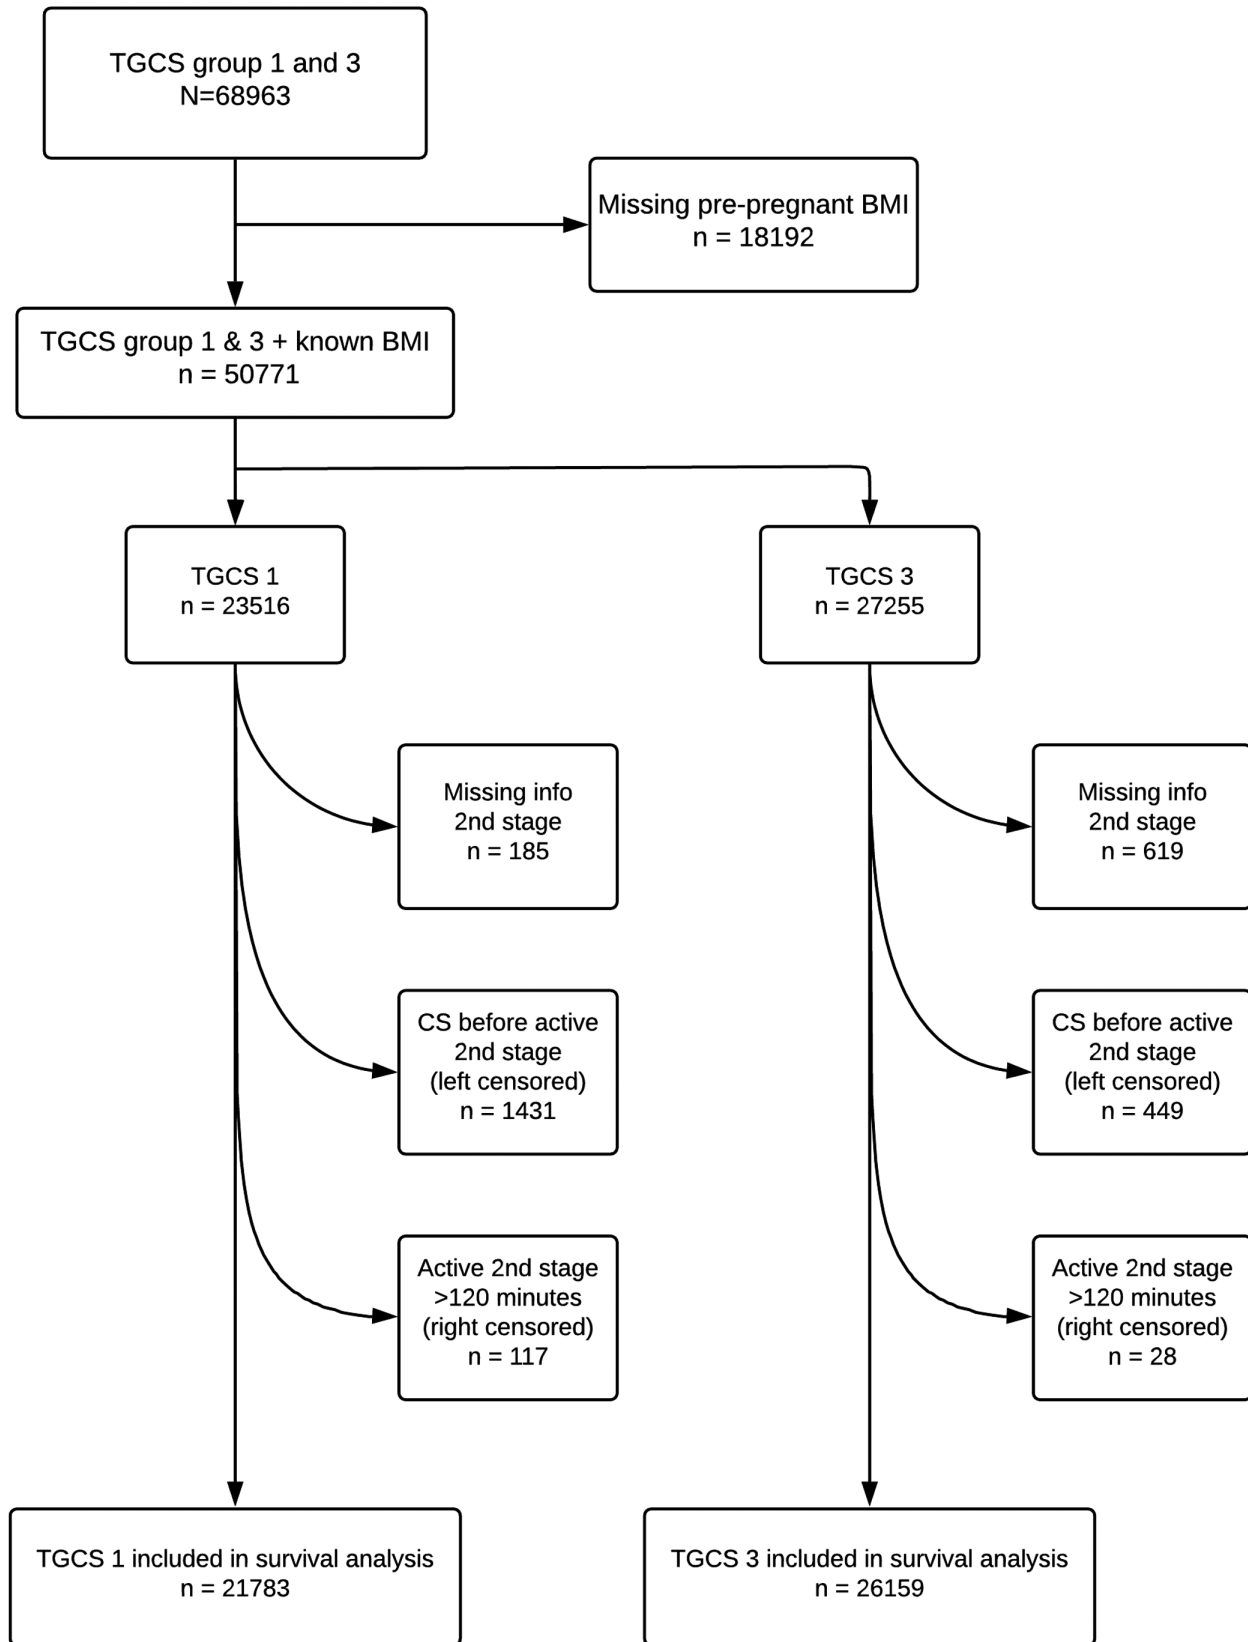 TGCS group 1 and 3
N=68963
Missing pre-pregnant BMI
n = 18192
TGCS group 1 & 3 + known BMI
n = 50771
TGCS 1
n = 23516
TGCS 3
n = 27255
Missing info
2nd stage
n = 185
Missing info
2nd stage
n = 619
CS before active
2nd stage
(left censored)
n = 1431
CS before active
2nd stage
(left censored)
n = 449
Active 2nd stage
>120 minutes
(right censored)
n = 117
Active 2nd stage
>120 minutes
(right censored)
n = 28
TGCS 1 included in survival analysis
n = 21783
TGCS 3 included in survival analysis
n = 26159